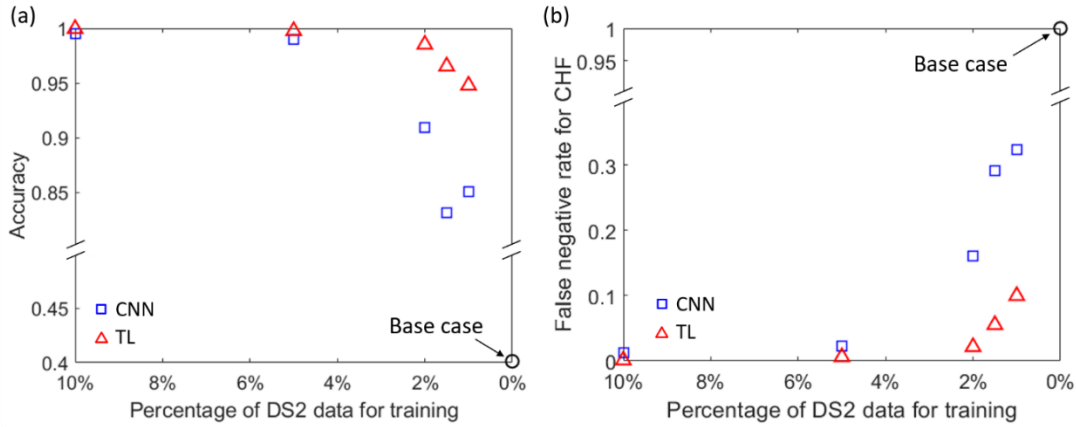 (a)
1
0.95
0.9
0.85
0.45
0.4
Accuracy
CNN
TL
Base case
10%
8%
6%
4%
2%
0%
Percentage of DS2 data for training
(b)
1
0.95
0.3
0.2
0.1
0
False negative rate for CHF
Base case
CNN
TL
10%
8%
6%
4%
2%
0%
Percentage of DS2 data for training